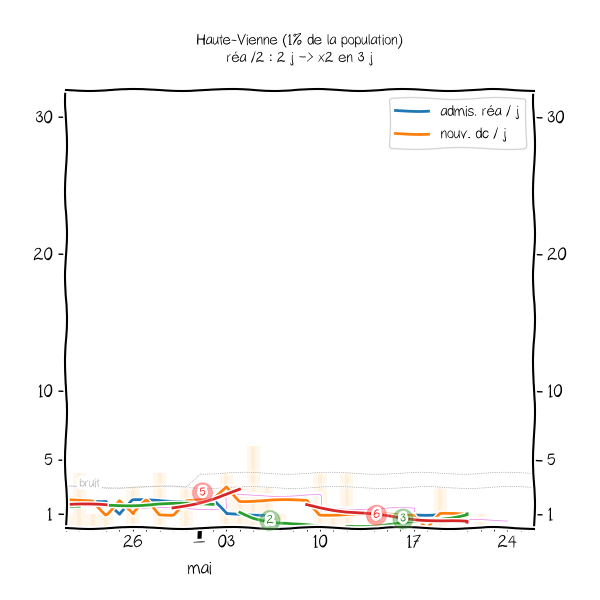 Haute-Vienne (1% de la population)
réa /2 : 2 j -> x2 en 3 j
admis. réa / j
nouv. dc / j
30 30
20 20
10 10
5 5
bruit
5
2
6
3
1 1
26 1 03 10 17 24
mai